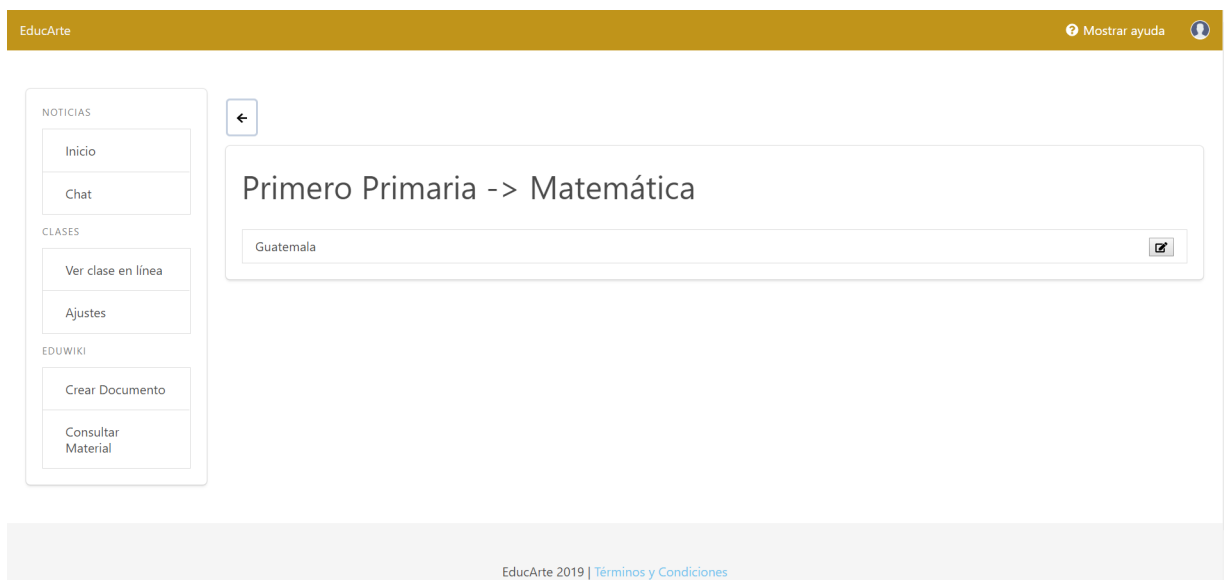 EducArte
Mostrar ayuda
NOTICIAS
Inicio
Chat
CLASES
Ver clase en línea
Ajustes
EDUWIKI
Crear Documento
Consultar
Material
Primero Primaria -> Matemática
Guatemala
EducArte 2019 | Términos y Condiciones